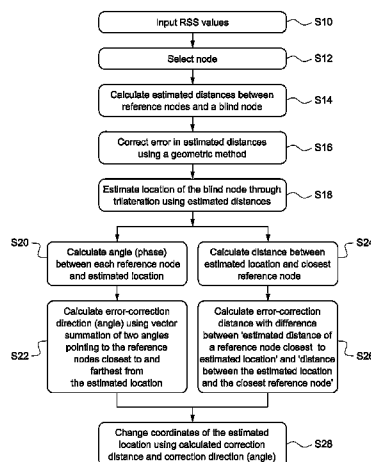 Input RSS values
S10
Select node
S12
Calculate estimated distances between
reference nodes and a blind node
S14
Correct error in estimated distances
using a geometric method
S16
Estimate location of the blind node through
trilateration using estimated distances
S18
S20
Calculate angle (phase)
between each reference node
and estimated location
Calculate distance between
estimated location and closest
reference node
S24
S22
Calculate error-correction
direction (angle) using vector
summation of two angles
pointing to the reference
nodes closest to and
farthest from
the estimated location
Calculate error-correction
distance with difference
between 'estimated distance of
a reference node closest to
estimated location' and 'distance
between the estimated location
and the closest reference node'
S26
Change coordinates of the estimated
location using calculated correction
distance and correction direction (angle)
S28